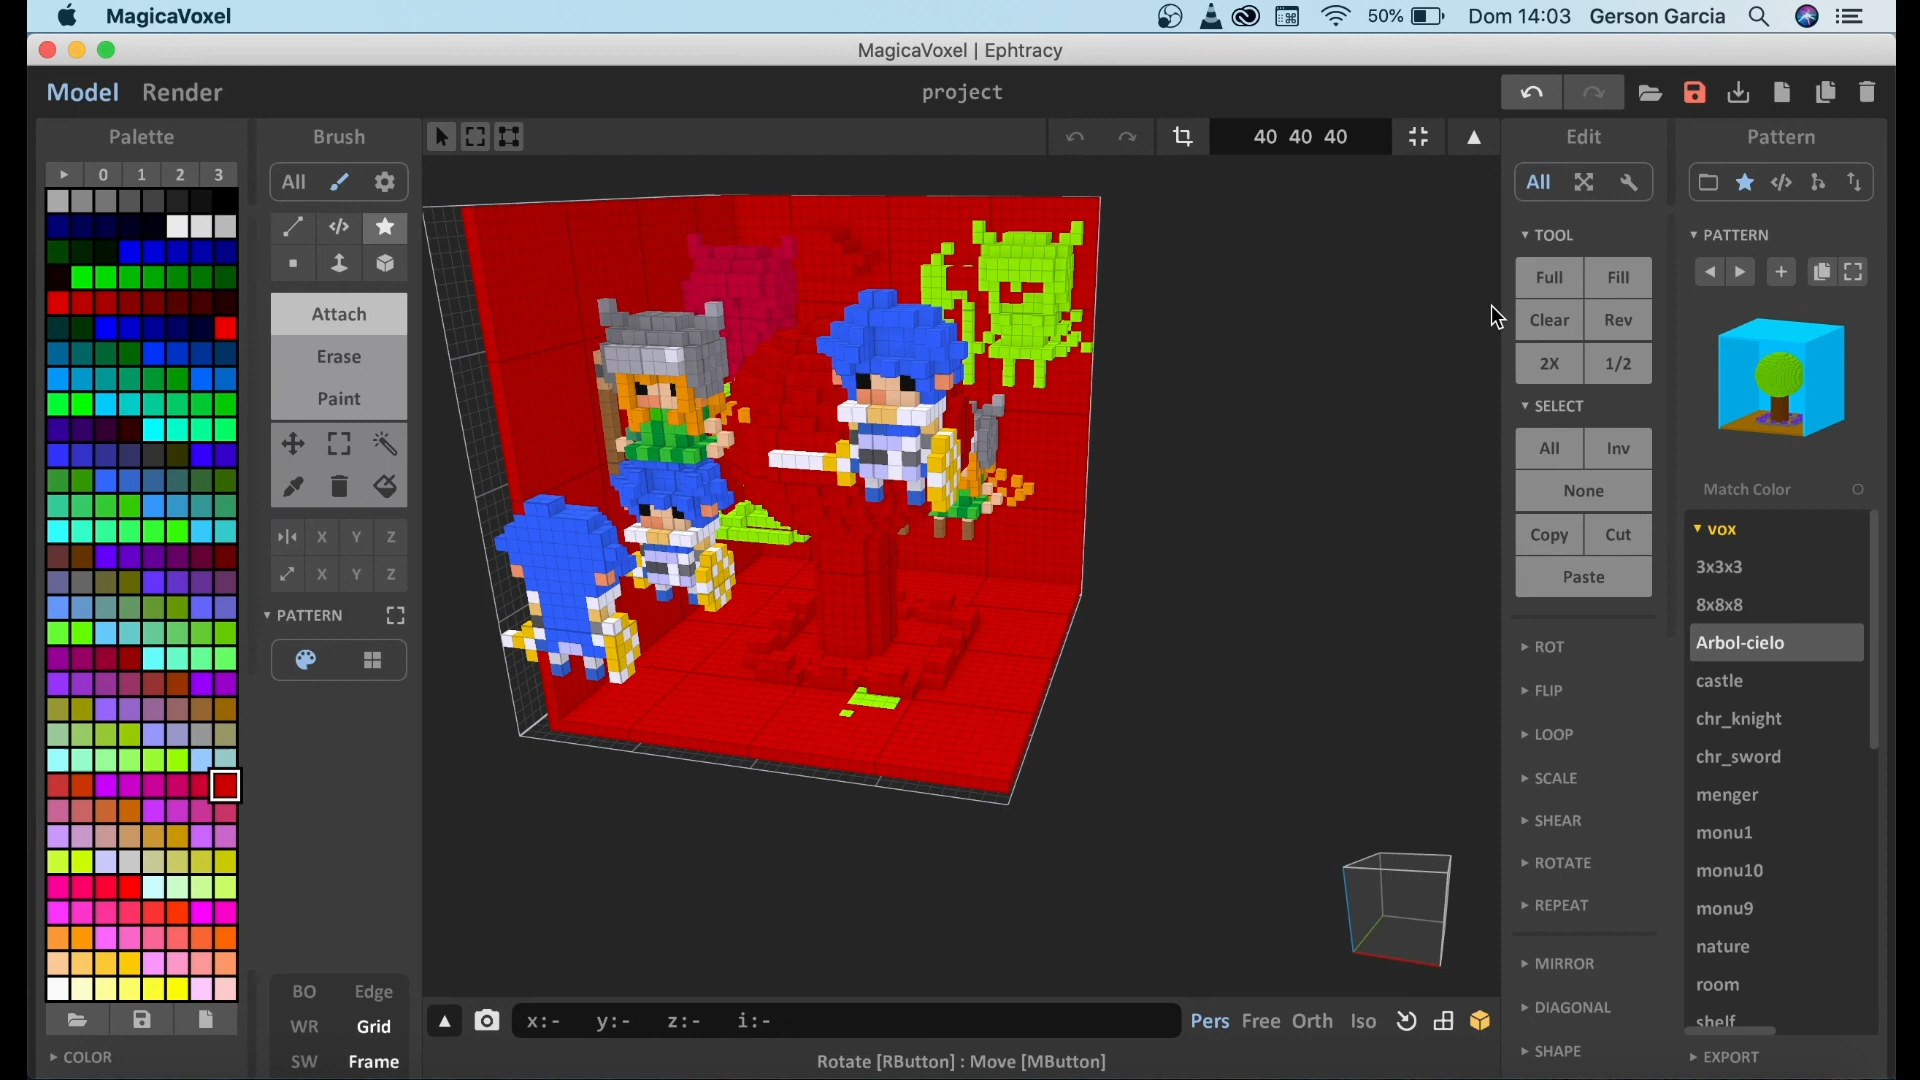 MagicaVoxel
50%
Dom 14:03
Gerson Garcia
MagicaVoxel | Ephtracy
Model
Render
project
Palette
0
1
2
3
COLOR
Brush
All
Attach
Erase
Paint
X
Y
Z
X
Y
Z
PATTERN
BO
Edge
WR
Grid
SW
Frame
40 40 40
x:-
y:-
z:-
i:-
Pers
Free
Orth
Iso
Rotate [RButton] : Move [MButton]
Edit
All
TOOL
Full
Fill
Clear
Rev
2X
1/2
SELECT
All
Inv
None
Copy
Cut
Paste
ROT
FLIP
LOOP
SCALE
SHEAR
ROTATE
REPEAT
MIRROR
DIAGONAL
SHAPE
Pattern
PATTERN
Match Color
vox
3x3x3
8x8x8
Arbol-cielo
castle
chr_knight
chr_sword
menger
monu1
monu10
monu9
nature
room
shelf
EXPORT